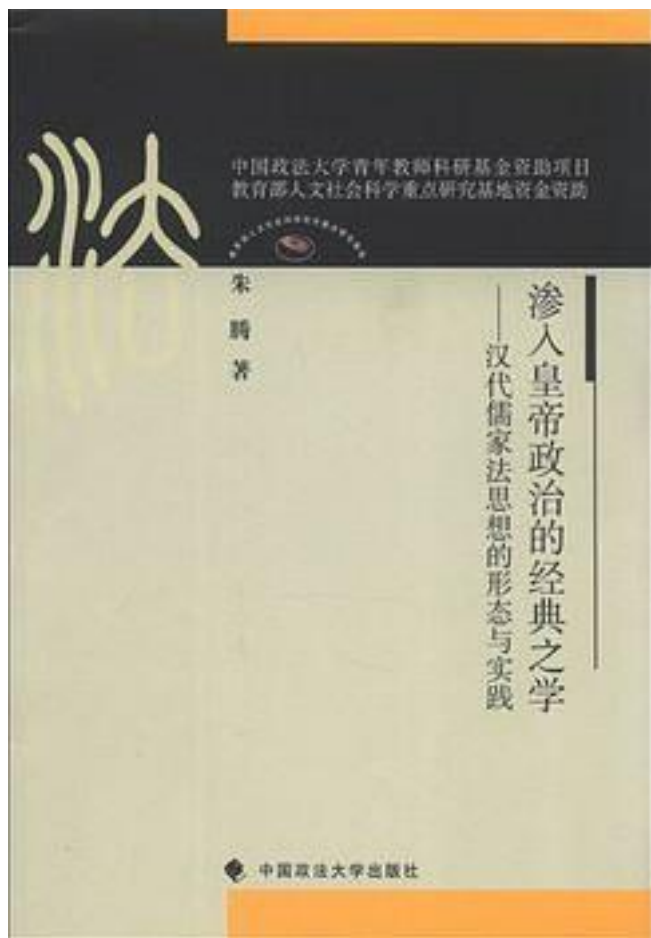 中国政法大学青年教师科研基金资助项目
教育部人文社会科学重点研究基地资金资助
法
渗入皇帝政治的经典之学
——汉代儒家法思想的形态与实践
朱腾 著
中国政法大学出版社